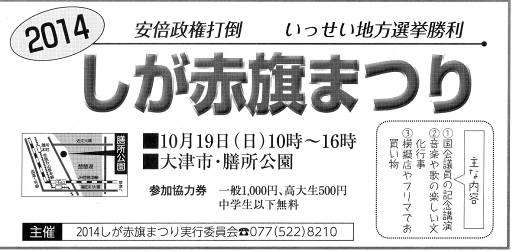 2014
安倍政権打倒　いっせい地方選挙勝利
しが赤旗まつり
膳所公園
■10月19日(日)10時〜16時
■大津市・膳所公園
参加協力券　一般1,000円、高大生500円
中学生以下無料
主な内容
①国会議員の記念講演
②音楽や歌の楽しい文
化行事
③模擬店やフリマでお
買い物
主催　2014しが赤旗まつり実行委員会☎077(522)8210